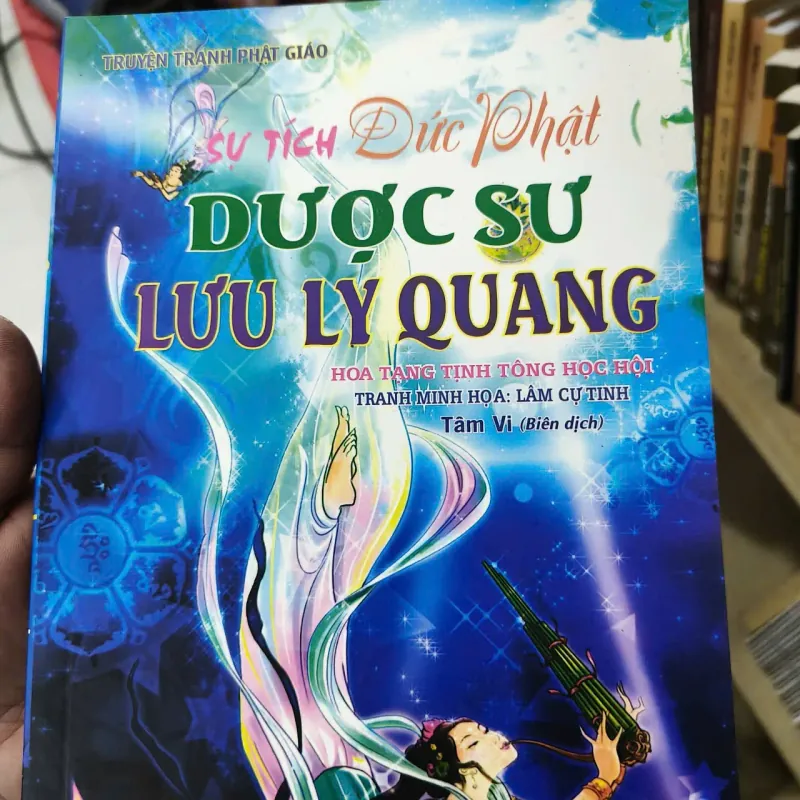 TRUYỆN TRANH PHẬT GIÁO
SỰ TÍCH Đức Phật
DƯỢC SƯ
LƯU LY QUANG
HOA TẠNG TỊNH TÔNG HỌC HỘI
TRANH MINH HỌA: LÂM CỰ TINH
Tâm Vi (Biên dịch)